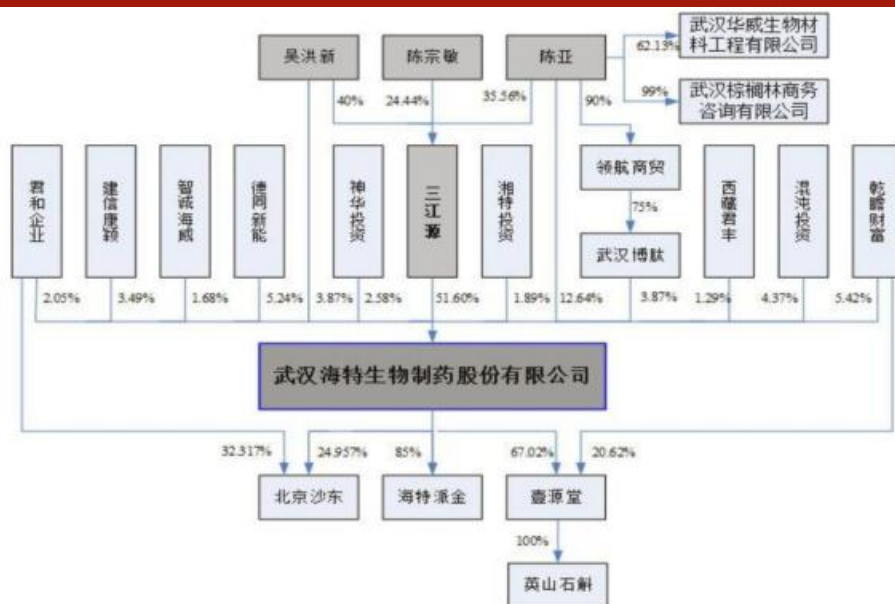 武汉华威生物材
料工程有限公司
吴洪新
陈宗敏
陈亚
62.13%
40%
24.44%
35.56%
90%
99%
武汉棕榈林商务
咨询有限公司
君和企业
建信康颖
智诚海威
德同新能
神华投资
三江源
湘特投资
领航商贸
75%
武汉博肽
西藏君丰
混沌投资
乾瞻财富
2.05%
3.49%
1.68%
5.24%
3.87%
2.58%
51.60%
1.89%
12.64%
3.87%
1.29%
4.37%
5.42%
武汉海特生物制药股份有限公司
32.317%
24.957%
85%
67.02%
20.62%
北京沙东
海特派金
壹源堂
100%
英山石斛